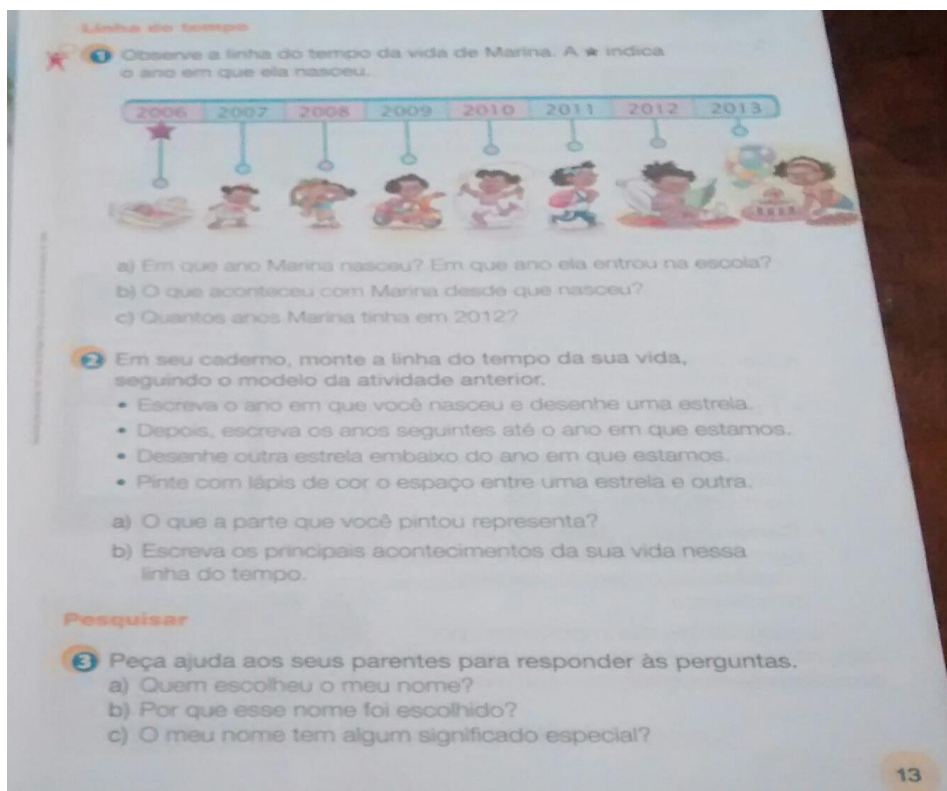 Linha do tempo
1 Observe a linha do tempo da vida de Marina. A ★ indica
o ano em que ela nasceu.
2006 2007 2008 2009 2010 2011 2012 2013
a) Em que ano Marina nasceu? Em que ano ela entrou na escola?
b) O que aconteceu com Marina desde que nasceu?
c) Quantos anos Marina tinha em 2012?
2 Em seu caderno, monte a linha do tempo da sua vida,
seguindo o modelo da atividade anterior.
• Escreva o ano em que você nasceu e desenhe uma estrela.
• Depois, escreva os anos seguintes até o ano em que estamos.
• Desenhe outra estrela embaixo do ano em que estamos.
• Pinte com lápis de cor o espaço entre uma estrela e outra.
a) O que a parte que você pintou representa?
b) Escreva os principais acontecimentos da sua vida nessa
linha do tempo.
Pesquisar
3 Peça ajuda aos seus parentes para responder às perguntas.
a) Quem escolheu o meu nome?
b) Por que esse nome foi escolhido?
c) O meu nome tem algum significado especial?
13